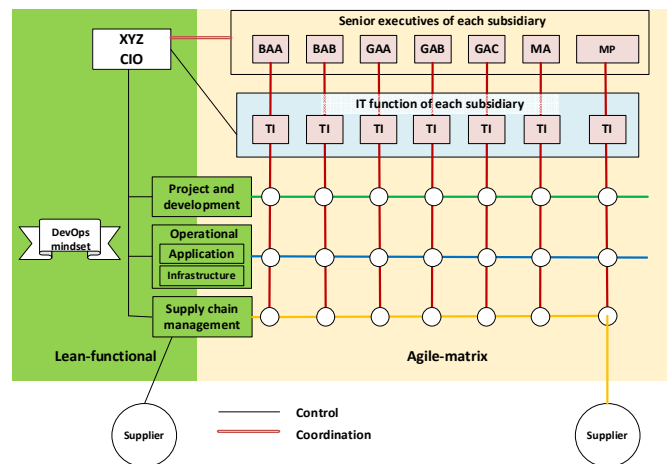 Senior executives of each subsidiary
XYZ
CIO
BAA BAB GAA GAB GAC MA MP
IT function of each subsidiary
TI TI TI TI TI TI TI
Project and
development
DevOps
mindset
Operational
Application
Infrastructure
Supply chain
management
Lean-functional
Agile-matrix
Supplier
Control
Coordination
Supplier